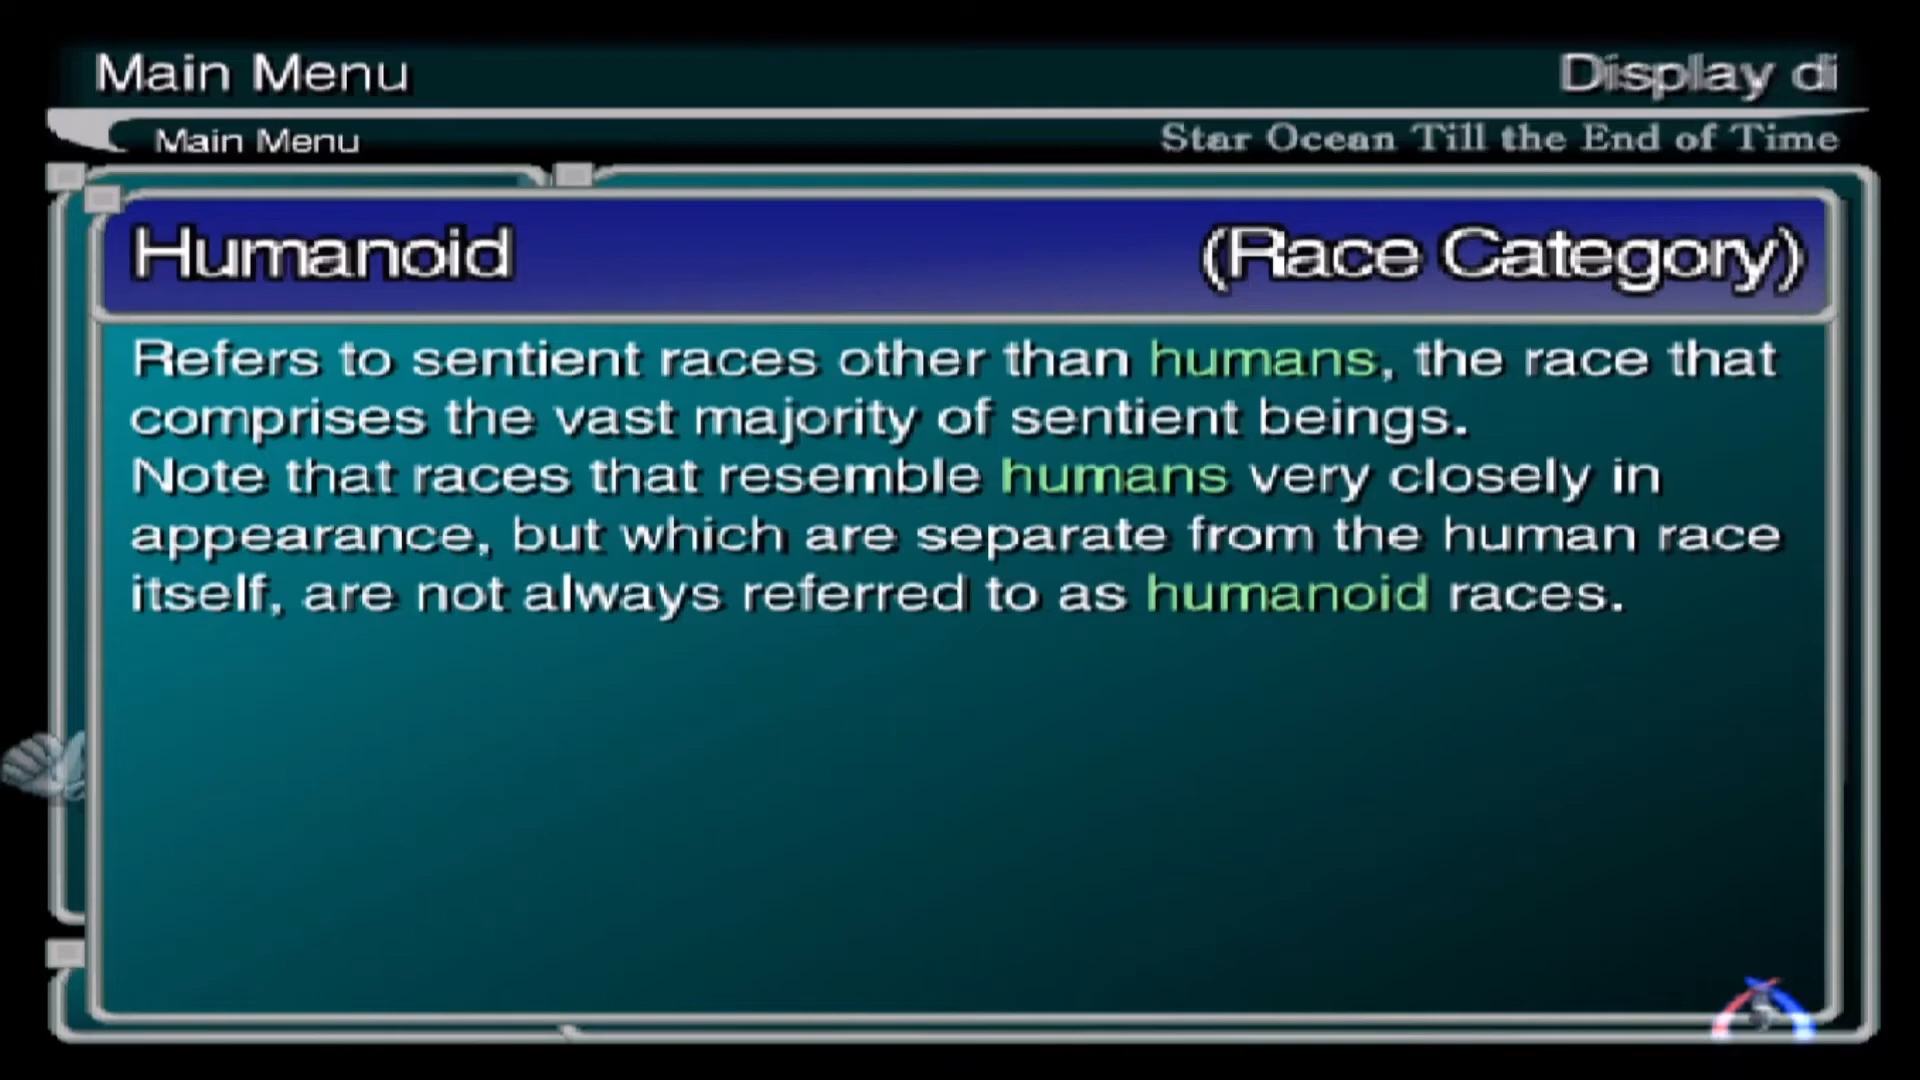 Main Menu
Display di
Main Menu
Star Ocean Till the End of Time
Humanoid (Race Category)
Refers to sentient races other than humans, the race that
comprises the vast majority of sentient beings.
Note that races that resemble humans very closely in
appearance, but which are separate from the human race
itself, are not always referred to as humanoid races.